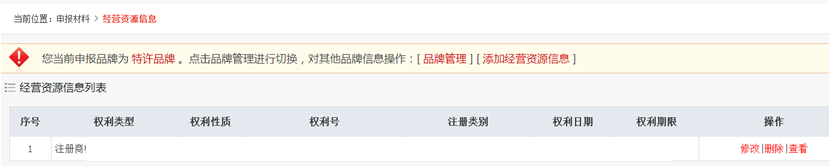 当前位置：申报材料 > 经营资源信息
您当前申报品牌为 特许品牌 。点击品牌管理进行切换，对其他品牌信息操作：[ 品牌管理 ] [ 添加经营资源信息 ]
经营资源信息列表
序号 权利类型 权利性质 权利号 注册类别 权利日期 权利期限 操作
1 注册商 修改|删除|查看